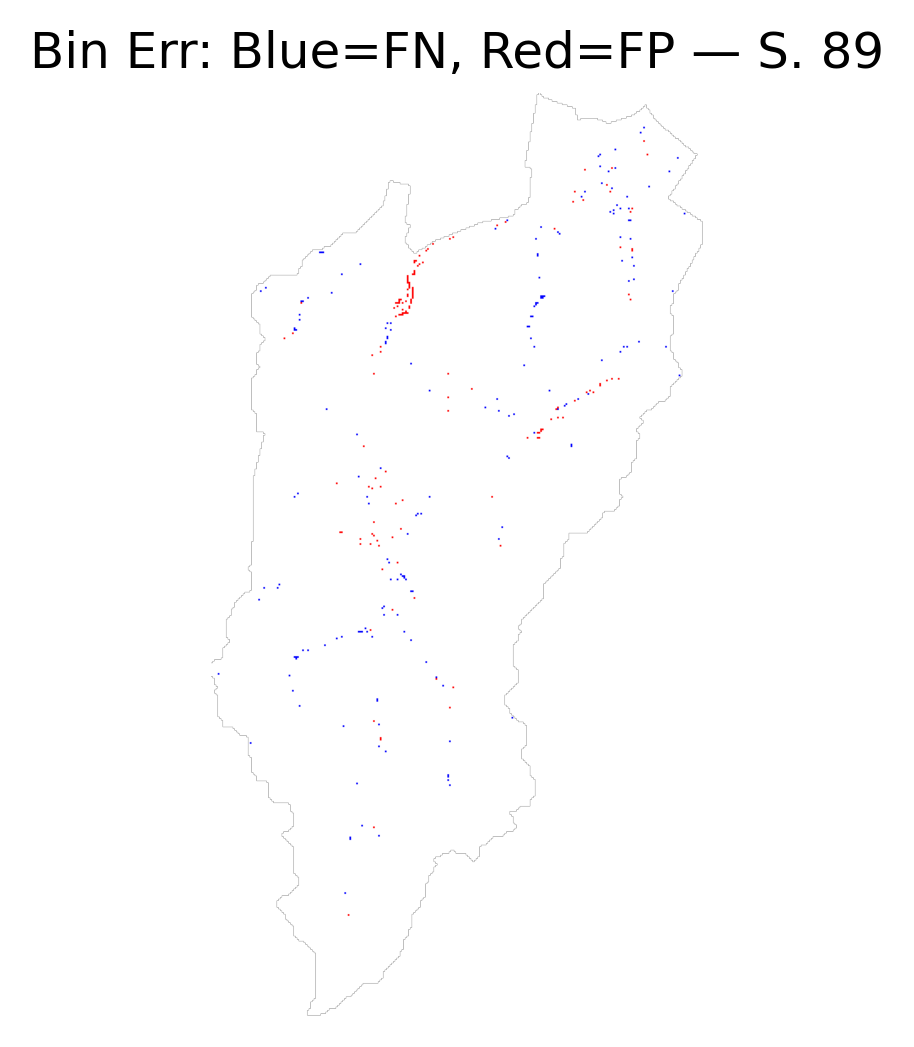 Bin Err: Blue=FN, Red=FP — S. 89